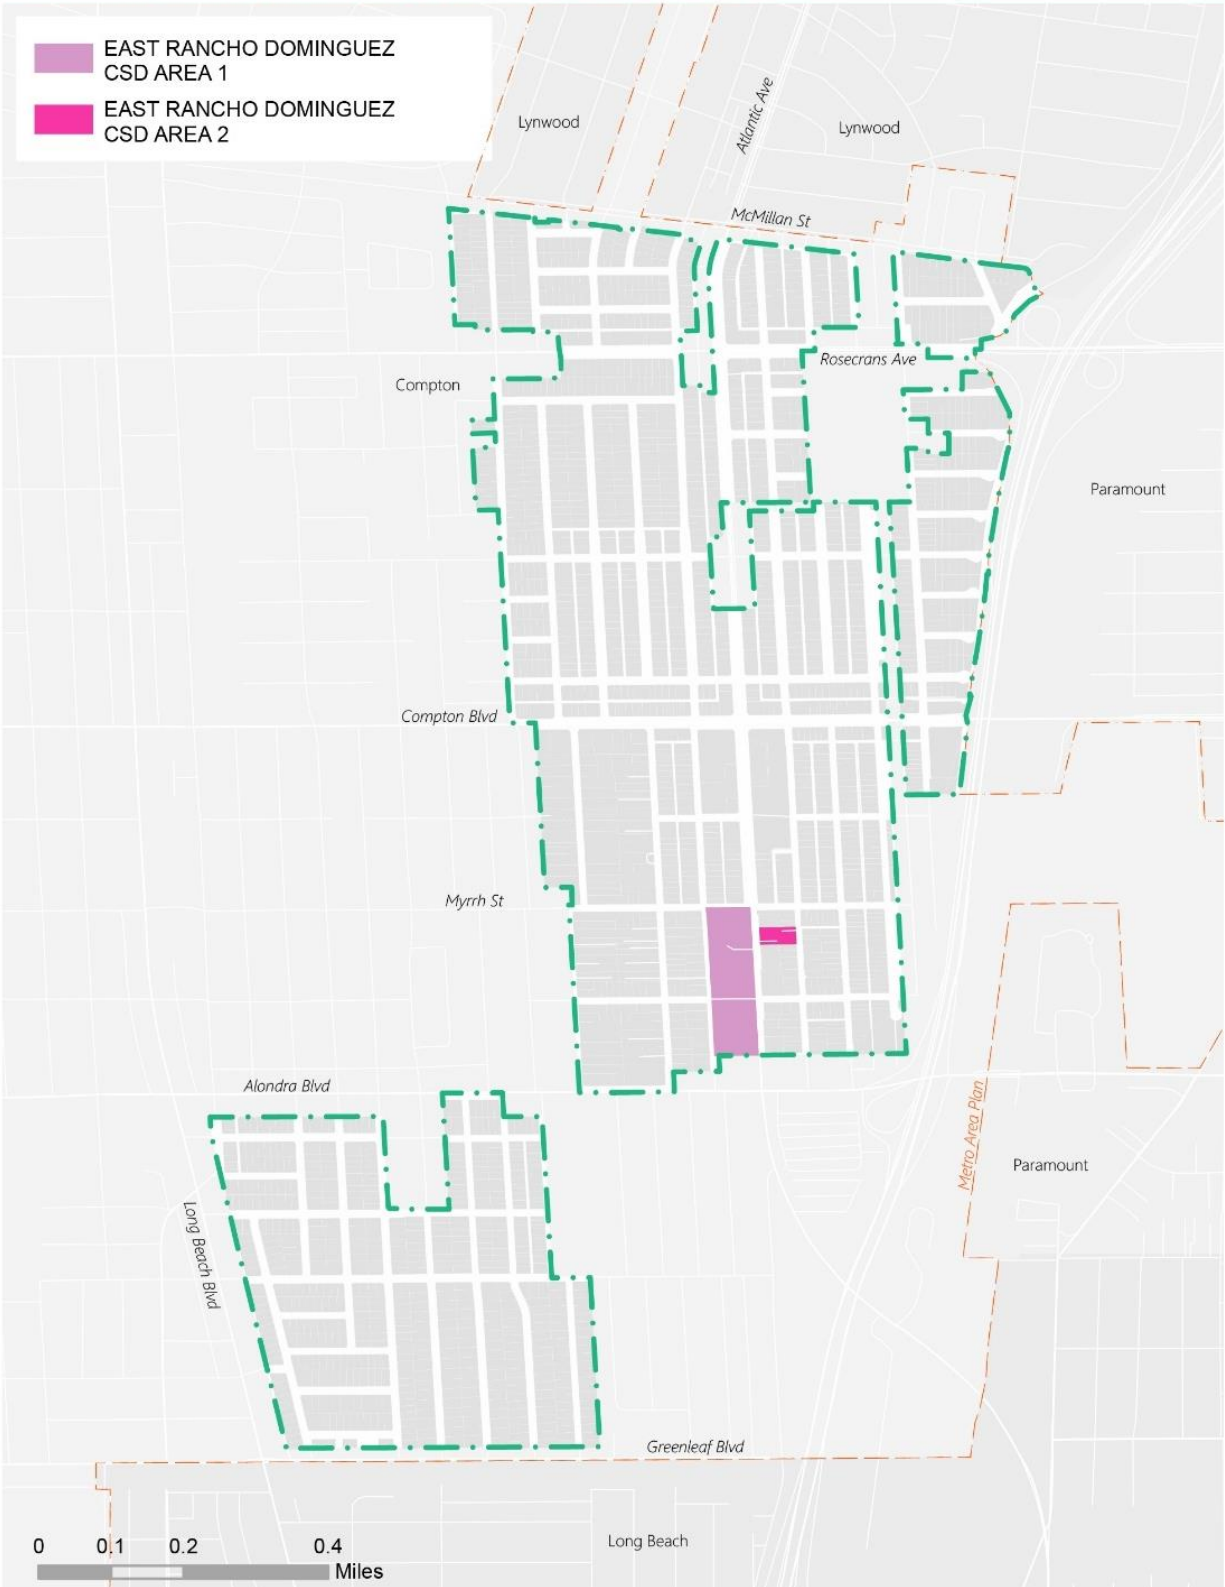 EAST RANCHO DOMINGUEZ
CSD AREA 1
EAST RANCHO DOMINGUEZ
CSD AREA 2
Lynwood
Atlantic Ave
Lynwood
McMillan St
Rosecrans Ave
Compton
Paramount
Compton Blvd
Myrrh St
Alondra Blvd
Metro Area Plan
Paramount
Long Beach Blvd
Greenleaf Blvd
Long Beach
0 0.1 0.2 0.4
Miles